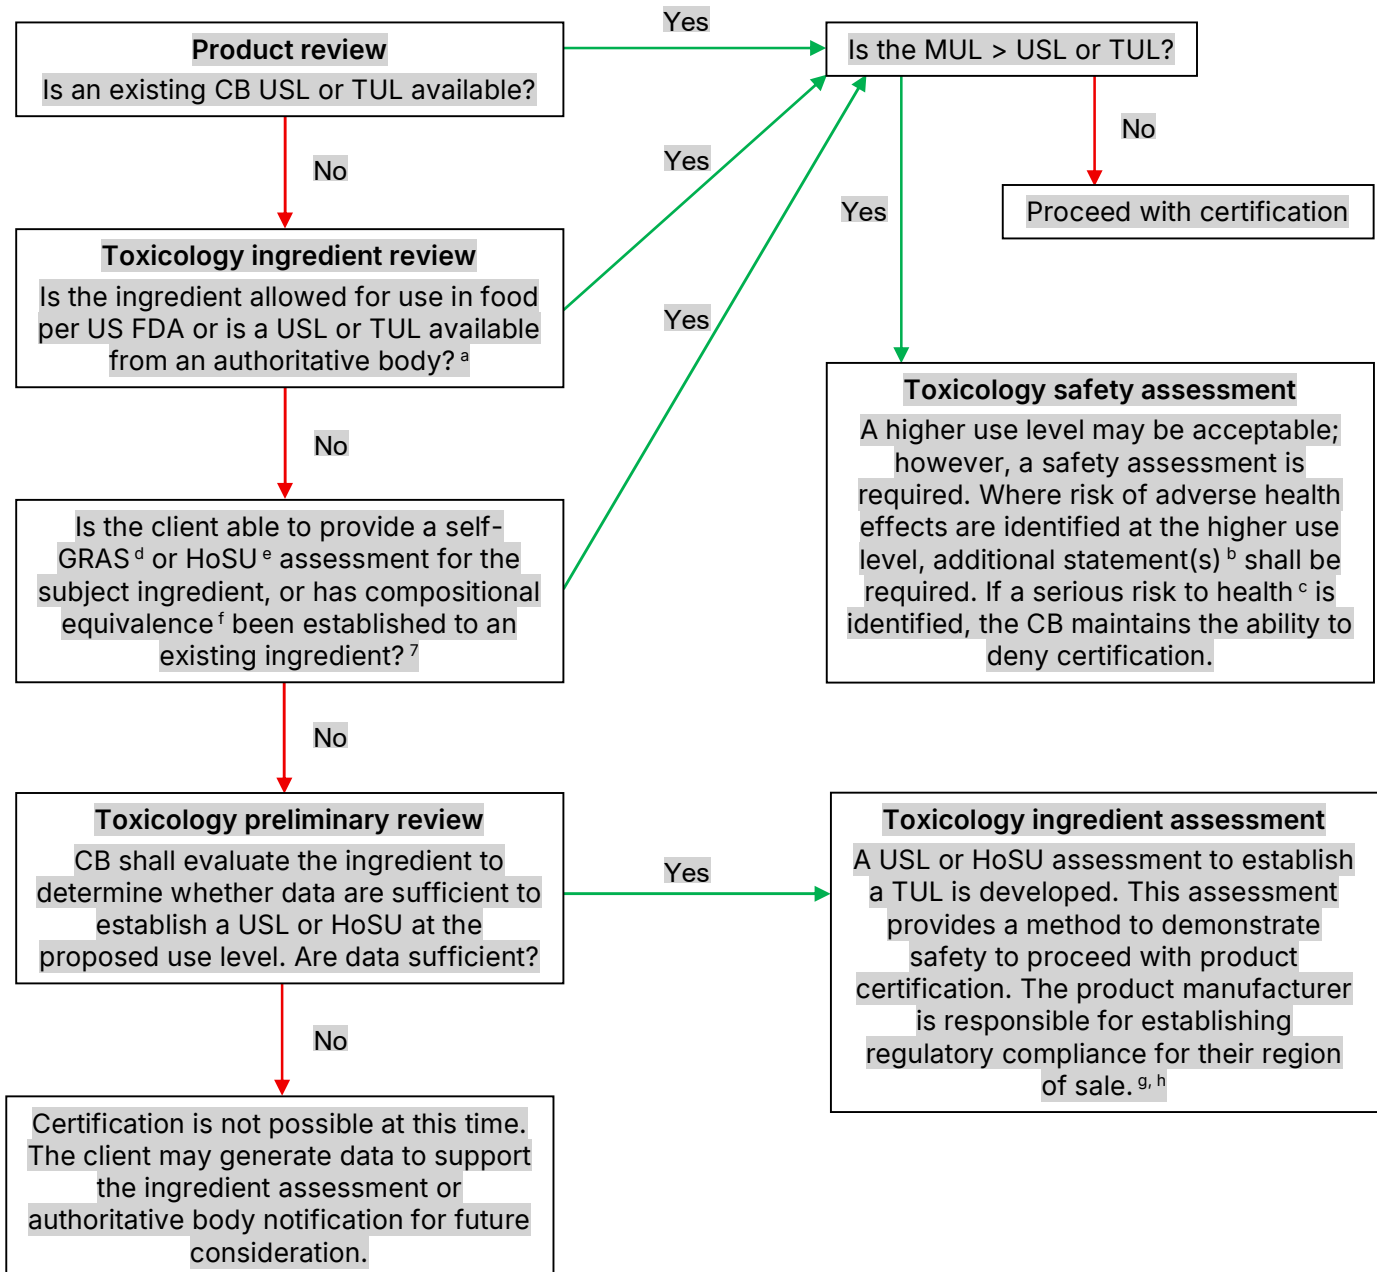 Product review
Is an existing CB USL or TUL available?
Yes
Is the MUL > USL or TUL?
No
No
Yes
Yes
Proceed with certification
Toxicology ingredient review
Is the ingredient allowed for use in food
per US FDA or is a USL or TUL available
from an authoritative body? a
Yes
No
Toxicology safety assessment
A higher use level may be acceptable;
however, a safety assessment is
required. Where risk of adverse health
effects are identified at the higher use
level, additional statement(s) b shall be
required. If a serious risk to health c is
identified, the CB maintains the ability to
deny certification.
Is the client able to provide a self-
GRAS d or HoSU e assessment for the
subject ingredient, or has compositional
equivalence f been established to an
existing ingredient? 7
No
Toxicology preliminary review
CB shall evaluate the ingredient to
determine whether data are sufficient to
establish a USL or HoSU at the
proposed use level. Are data sufficient?
Yes
Toxicology ingredient assessment
A USL or HoSU assessment to establish
a TUL is developed. This assessment
provides a method to demonstrate
safety to proceed with product
certification. The product manufacturer
is responsible for establishing
regulatory compliance for their region
of sale. g, h
No
Certification is not possible at this time.
The client may generate data to support
the ingredient assessment or
authoritative body notification for future
consideration.